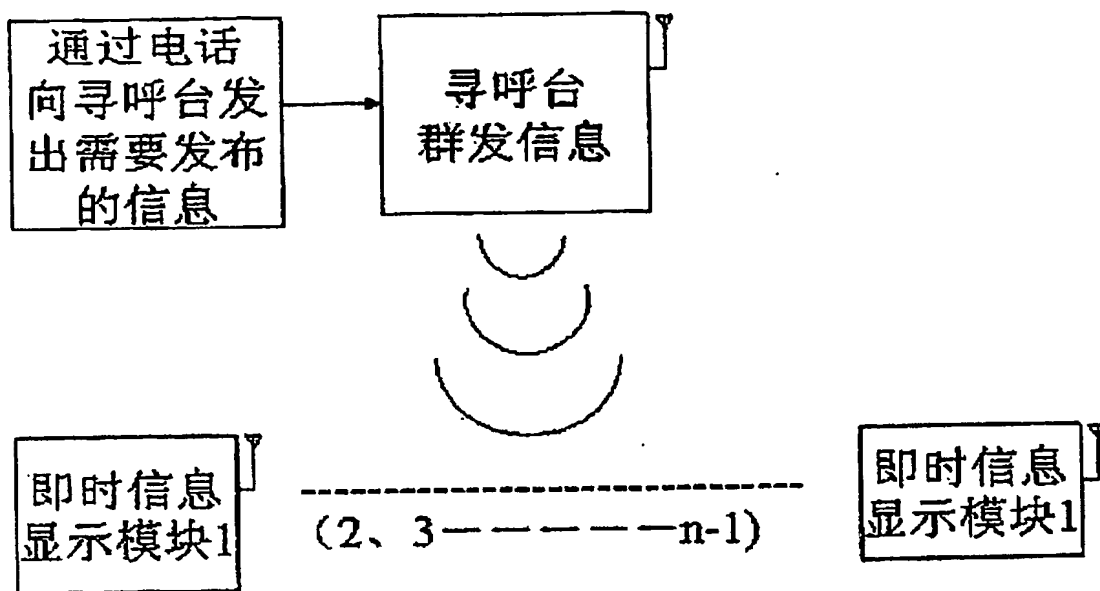 通过电话
向寻呼台发
出需要发布
的信息
寻呼台
群发信息
即时信息
显示模块1
(2、3—————n-1)
即时信息
显示模块1